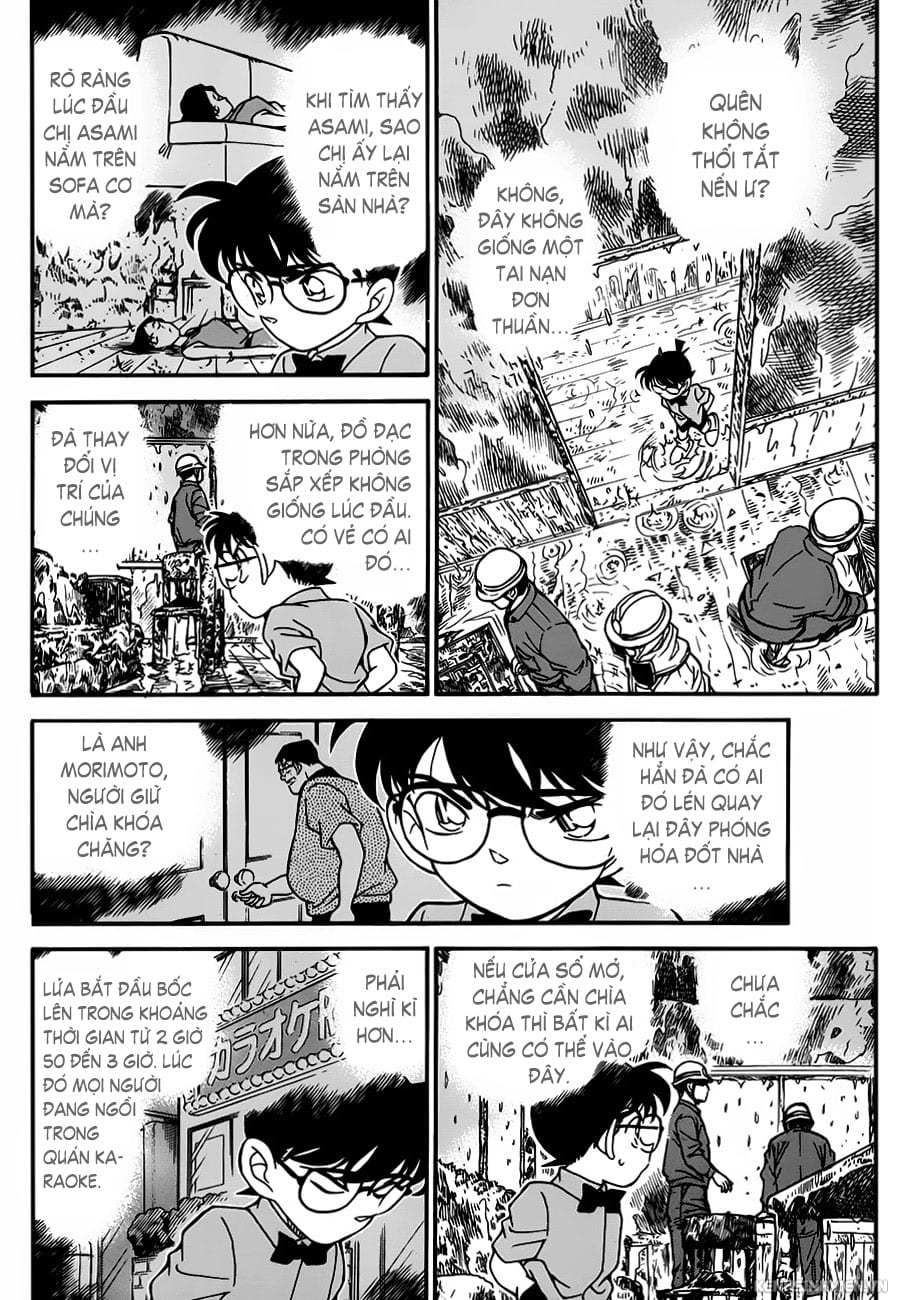 QUÊN
KHÔNG
THỔI TẮT
NẾN Ư?
KHÔNG,
ĐÂY KHÔNG
GIỐNG MỘT
TAI NẠN
ĐƠN
THUẦN...
KHI TÌM THẤY
ASAMI, SAO
CHỊ ẤY LẠI
NẰM TRÊN
SÀN NHÀ?
RÕ RÀNG
LÚC ĐẦU
CHỊ ASAMI
NẰM TRÊN
SOFA CƠ
MÀ?
HƠN NỮA, ĐỒ ĐẠC
TRONG PHÒNG
SẮP XẾP KHÔNG
GIỐNG LÚC ĐẦU.
CÓ VẺ CÓ AI
ĐÓ...
ĐÃ THAY
ĐỔI VỊ
TRÍ CỦA
CHÚNG
...
NHƯ VẬY, CHẮC
HẲN ĐÃ CÓ AI
ĐÓ LÉN QUAY
LẠI ĐÂY PHÓNG
HỎA ĐỐT NHÀ
...
LÀ ANH
MORIMOTO,
NGƯỜI GIỮ
CHÌA KHÓA
CHĂNG?
CHƯA
CHẮC
...
NẾU CỬA SỔ MỞ,
CHẲNG CẦN CHÌA
KHÓA THÌ BẤT KÌ AI
CŨNG CÓ THỂ VÀO
ĐÂY.
PHẢI
NGHĨ KĨ
HƠN...
LỬA BẮT ĐẦU BỐC
LÊN TRONG KHOẢNG
THỜI GIAN TỪ 2 GIỜ
50 ĐẾN 3 GIỜ. LÚC
ĐÓ MỌI NGƯỜI
ĐANG NGỒI
TRONG
QUÁN KA-
RAOKE.
カラオケ